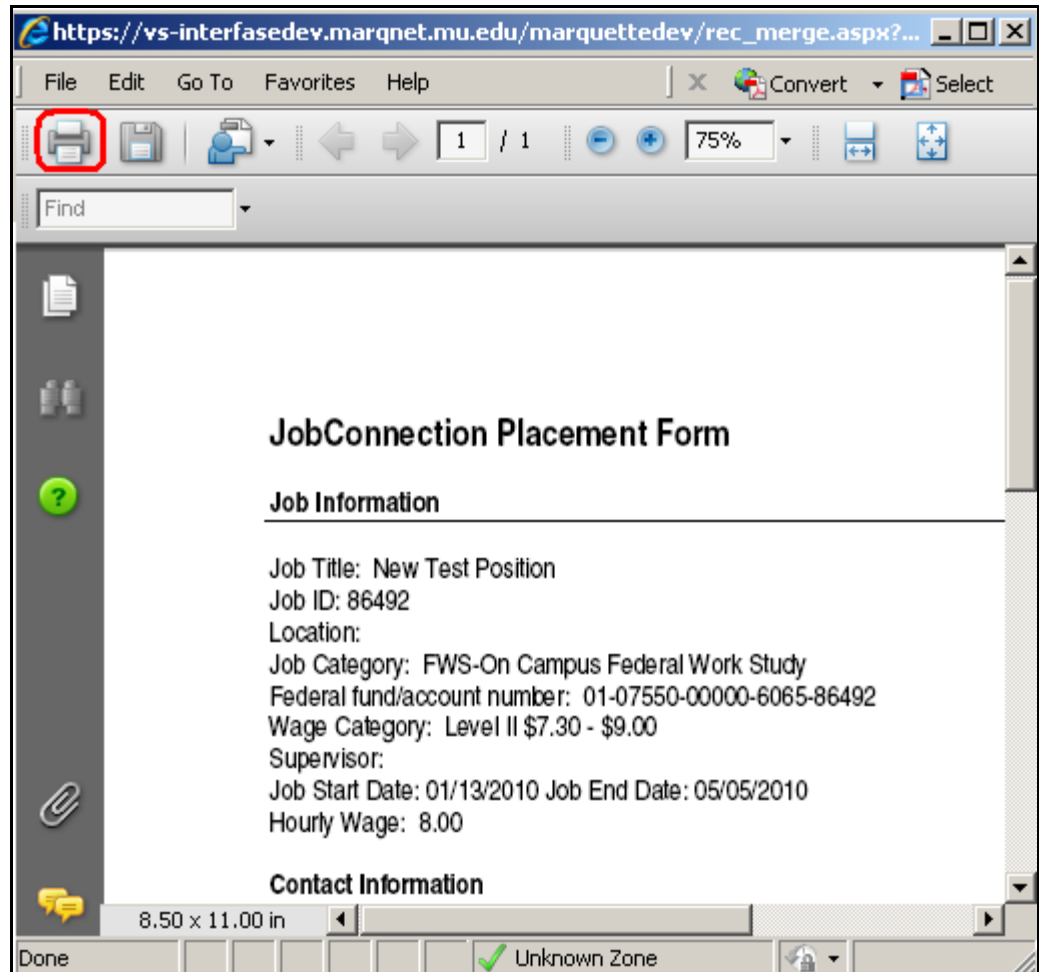 https://vs-interfasedev.marqnet.mu.edu/marquettedev/rec_merge.aspx?...
File Edit Go To Favorites Help Convert Select
1 / 1 75%
Find
JobConnection Placement Form
Job Information
Job Title: New Test Position
Job ID: 86492
Location:
Job Category: FWS-On Campus Federal Work Study
Federal fund/account number: 01-07550-00000-6065-86492
Wage Category: Level II $7.30 - $9.00
Supervisor:
Job Start Date: 01/13/2010 Job End Date: 05/05/2010
Hourly Wage: 8.00
Contact Information
8.50 x 11.00 in
Done Unknown Zone